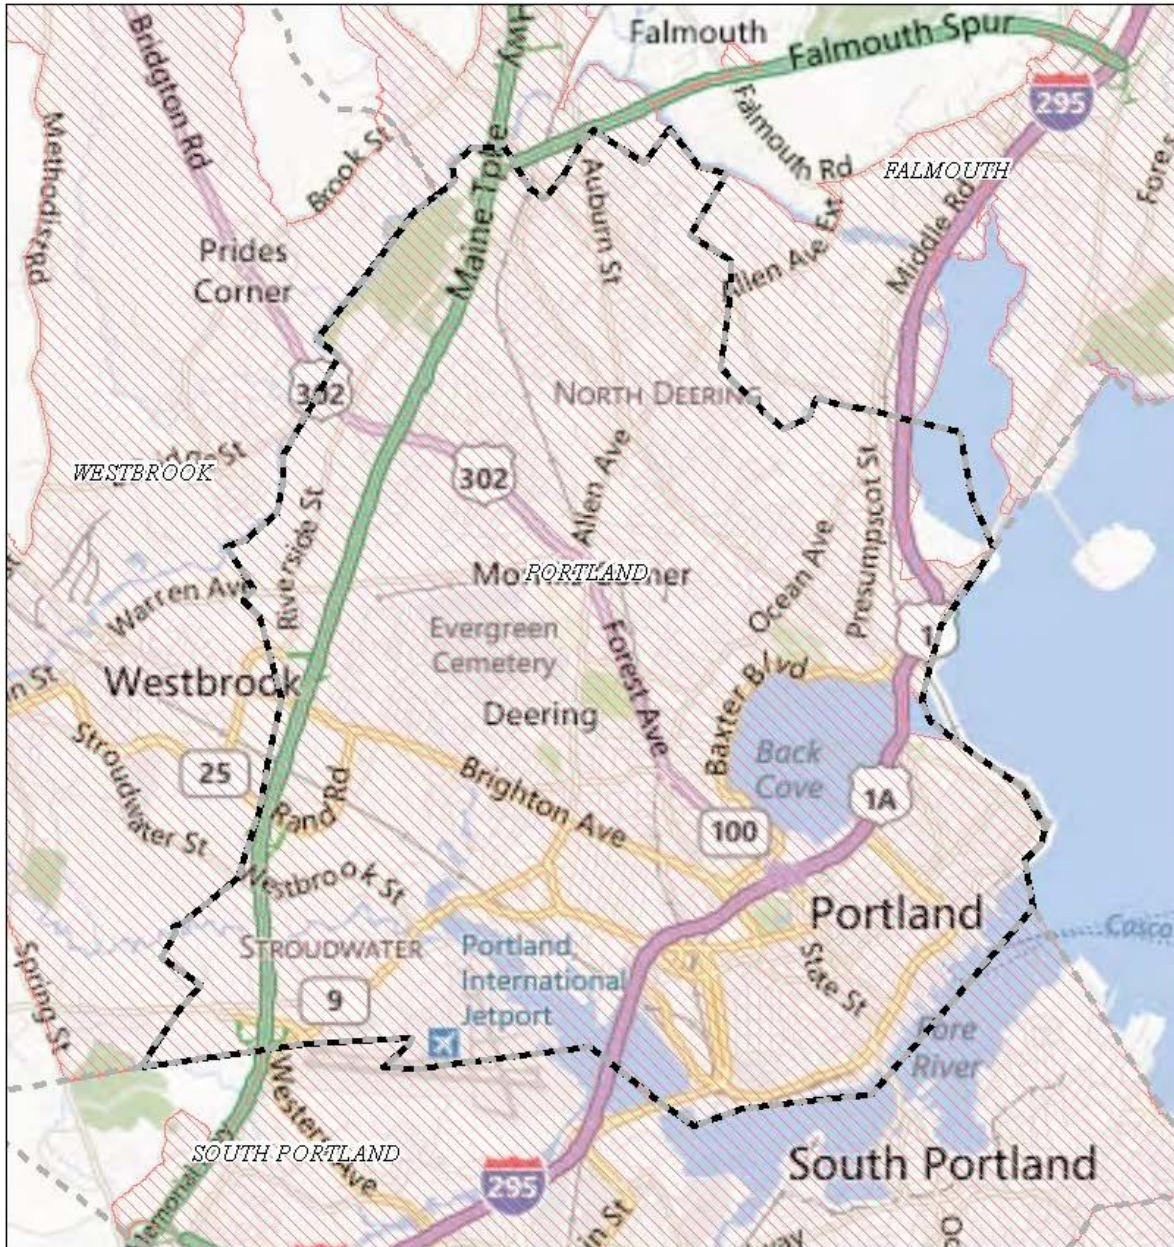 Bridgton Rd
Hwy
Falmouth
Falmouth Spur
295
Methodist Rd
Brook St
Maine Tpke
Auburn St
Falmouth Rd
FALMOUTH
Middle Rd
Allen Ave Ext
Prides
Corner
302
NORTH DEERING
WESTBROOK
302
Allen Ave
Riverside St
Presumpscot St
Ocean Ave
PORTLAND
Warren Ave
Evergreen
Cemetery
1
Westbrook
Deering
Forest Ave
Baxter Blvd
Stroudwater St
25
Rand Rd
Brighton Ave
Back
Cove
1A
100
Westbrook St
Portland
STROUDWATER
Portland
International
Jetport
State St
Casco
Spring St
9
Fore
River
Western Ave
SOUTH PORTLAND
South Portland
295